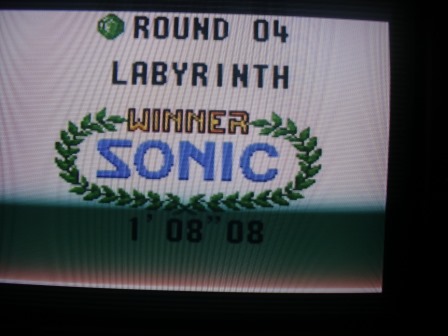 ROUND 04
LABYRINTH
WINNER
SONIC
1'08"08